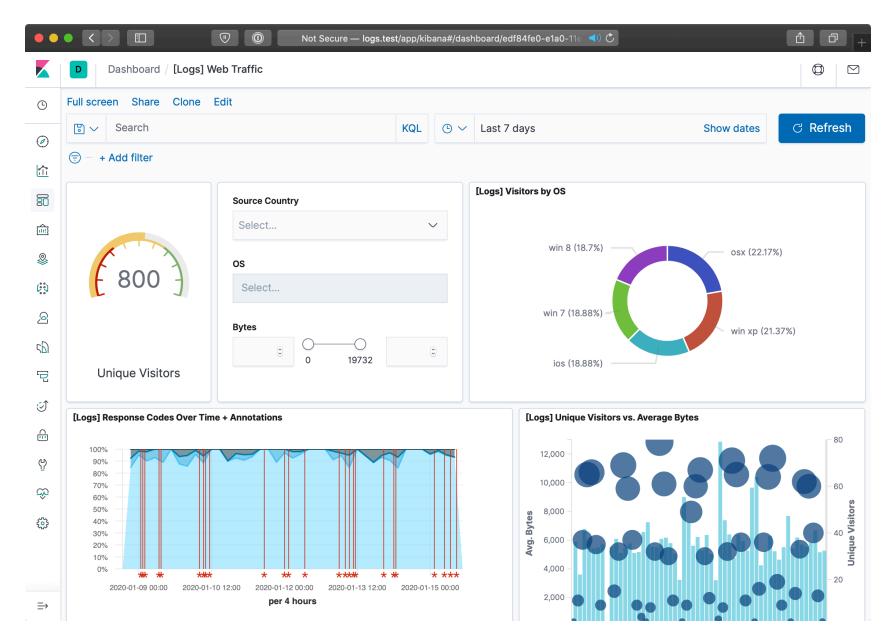 Not Secure — logs.test/app/kibana#/dashboard/edf84fe0-e1a0-11e
D Dashboard / [Logs] Web Traffic
Full screen Share Clone Edit
Search KQL Last 7 days Show dates Refresh
+ Add filter
800
Unique Visitors
Source Country
Select...
OS
Select...
Bytes
0 19732
[Logs] Visitors by OS
win 8 (18.7%)
osx (22.17%)
win 7 (18.88%)
win xp (21.37%)
ios (18.88%)
[Logs] Response Codes Over Time + Annotations
100%
90%
80%
70%
60%
50%
40%
30%
20%
10%
0%
2020-01-09 00:00 2020-01-10 12:00 2020-01-12 00:00 2020-01-13 12:00 2020-01-15 00:00
per 4 hours
[Logs] Unique Visitors vs. Average Bytes
Avg. Bytes
12,000
10,000
8,000
6,000
4,000
2,000
80
60
40
20
Unique Visitors